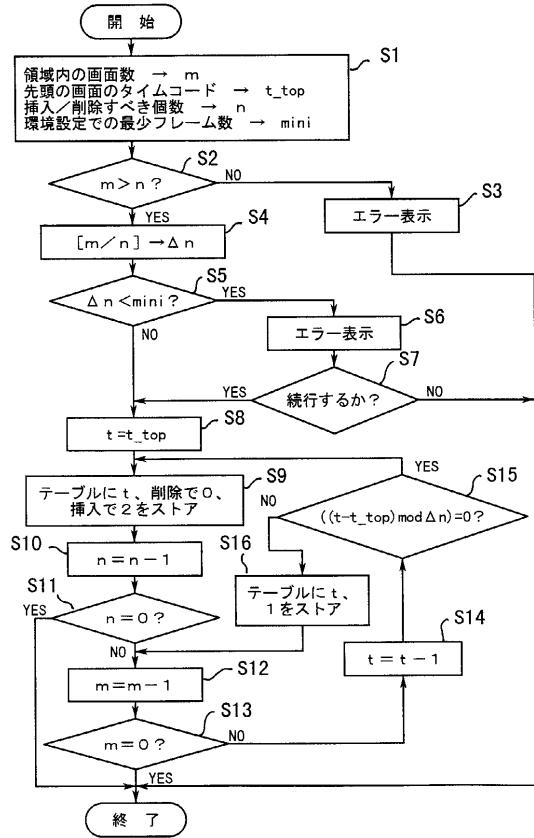 開 始
S1
領域内の画面数 → m
先頭の画面のタイムコード → t_top
挿入／削除すべき個数 → n
環境設定での最少フレーム数 → mini
S2
m>n?
NO
YES
S3
エラー表示
S4
[m/n]→Δn
S5
Δn<mini?
YES
NO
S6
エラー表示
S7
続行するか?
YES
NO
S8
t=t_top
S9
テーブルにt、削除で0、
挿入で2をストア
YES
S15
((t-t_top)mod Δn)=0?
NO
S10
n=n-1
S16
テーブルにt、
1をストア
S11
YES
n=0?
NO
S14
t=t-1
S12
m=m-1
S13
m=0?
NO
YES
終 了